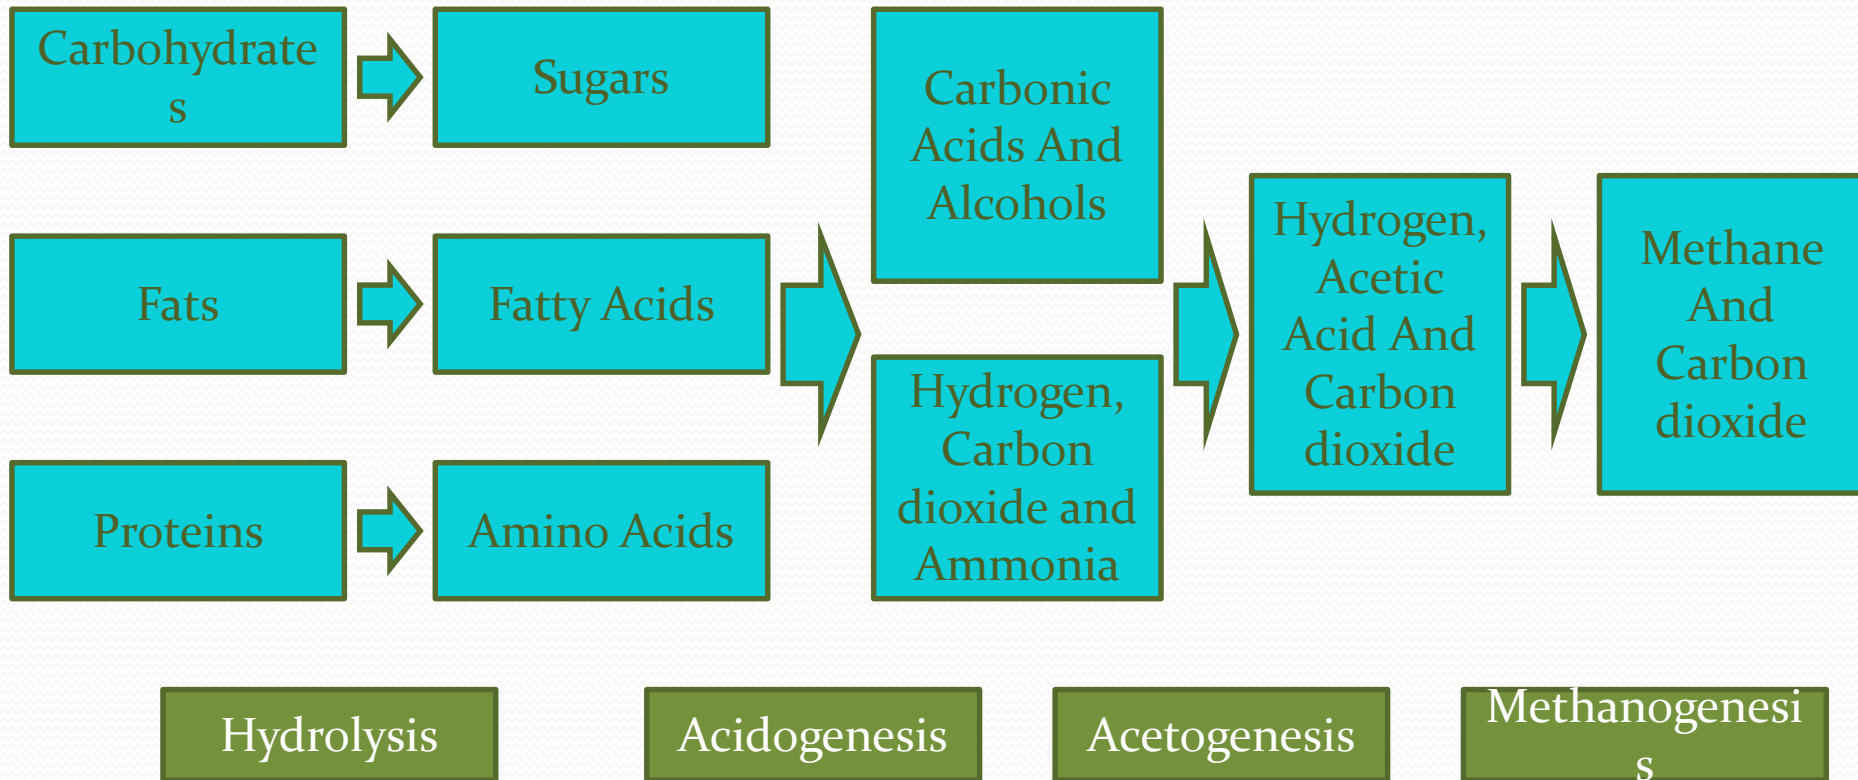 Carbohydrate
s
Sugars
Carbonic
Acids And
Alcohols
Fats
Fatty Acids
Hydrogen,
Carbon
dioxide and
Ammonia
Hydrogen,
Acetic
Acid And
Carbon
dioxide
Methane
And
Carbon
dioxide
Proteins
Amino Acids
Hydrolysis
Acidogenesis
Acetogenesis
Methanogenesi
s